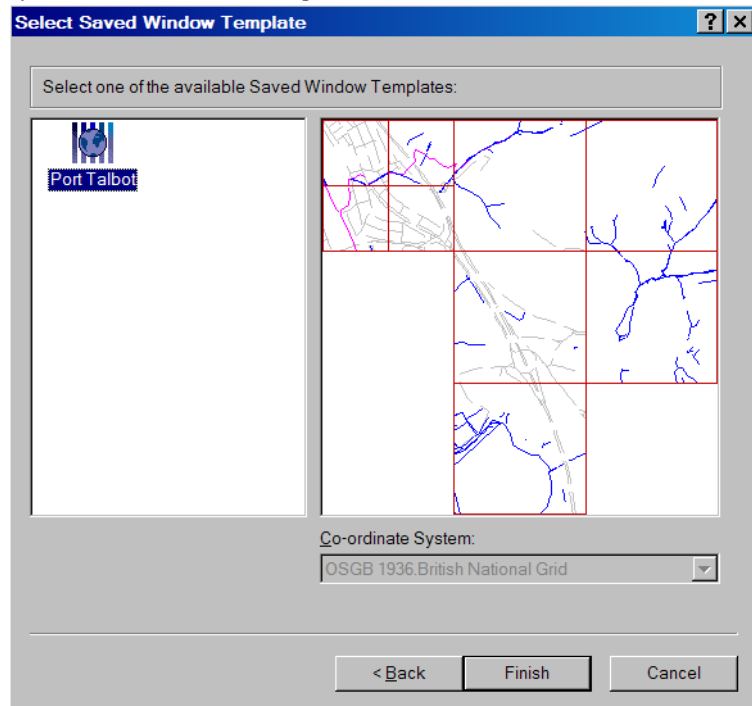 Select Saved Window Template
Select one of the available Saved Window Templates:
Port Talbot
Co-ordinate System:
OSGB 1936.British National Grid
< Back
Finish
Cancel